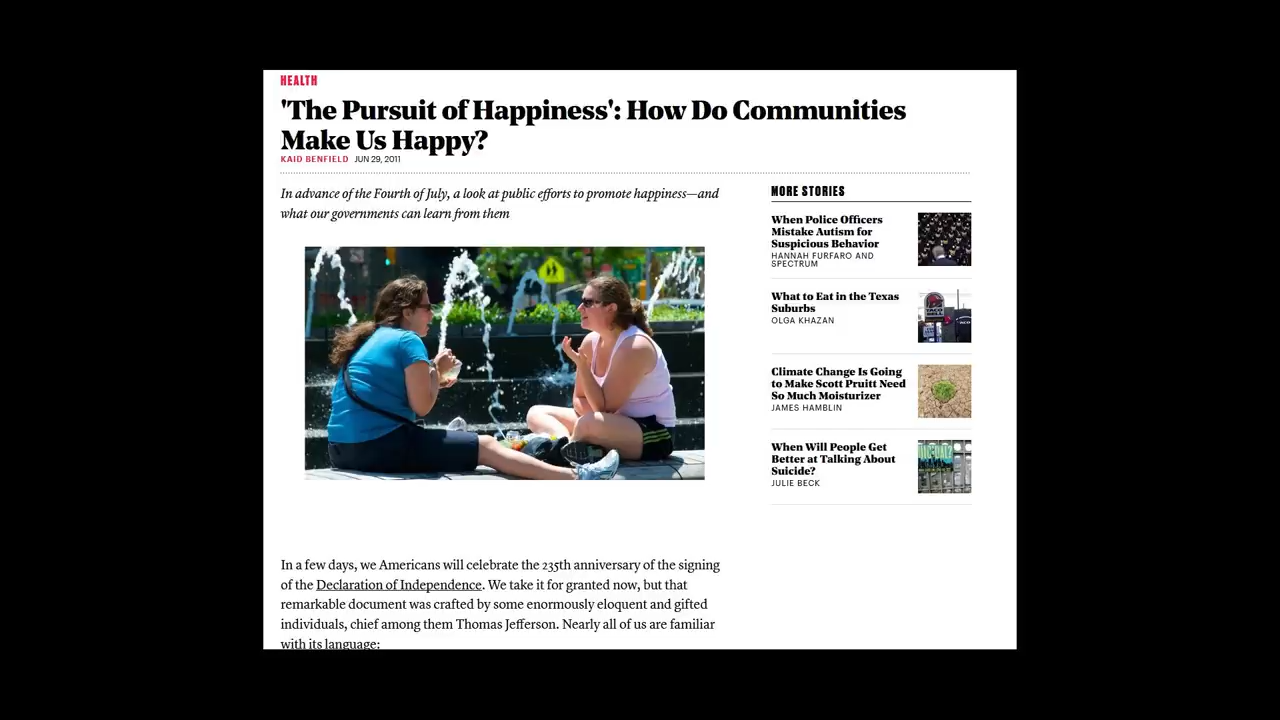 HEALTH
'The Pursuit of Happiness': How Do Communities
Make Us Happy?
KAID BENFIELD JUN 29, 2011
In advance of the Fourth of July, a look at public efforts to promote happiness—and
what our governments can learn from them
In a few days, we Americans will celebrate the 235th anniversary of the signing
of the Declaration of Independence. We take it for granted now, but that
remarkable document was crafted by some enormously eloquent and gifted
individuals, chief among them Thomas Jefferson. Nearly all of us are familiar
with its language:
MORE STORIES
When Police Officers
Mistake Autism for
Suspicious Behavior
HANNAH FURFARO AND
SPECTRUM
What to Eat in the Texas
Suburbs
OLGA KHAZAN
Climate Change Is Going
to Make Scott Pruitt Need
So Much Moisturizer
JAMES HAMBLIN
When Will People Get
Better at Talking About
Suicide?
JULIE BECK